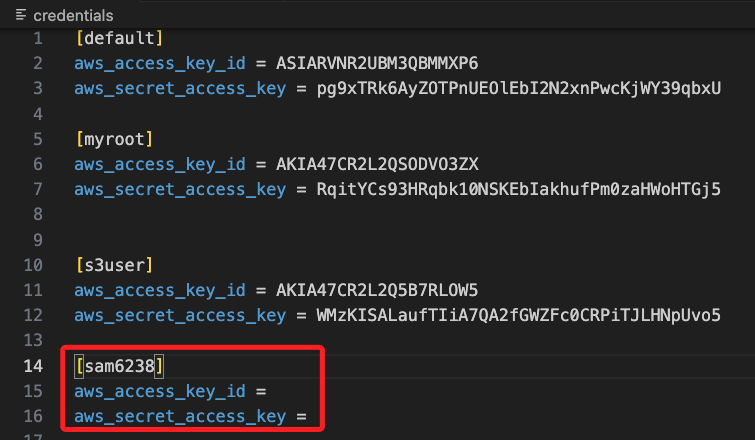 credentials
1 [default]
2 aws_access_key_id = ASIARVNR2UBM3QBMMXP6
3 aws_secret_access_key = pg9xTRk6AyZOTPnUEOlEbI2N2xnPwcKjWY39qbxU
4
5 [myroot]
6 aws_access_key_id = AKIA47CR2L2QSODVO3ZX
7 aws_secret_access_key = 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
8
9
10 [s3user]
11 aws_access_key_id = AKIA47CR2L2Q5B7RLOW5
12 aws_secret_access_key = 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
13
14 [sam6238]
15 aws_access_key_id =
16 aws_secret_access_key =
17